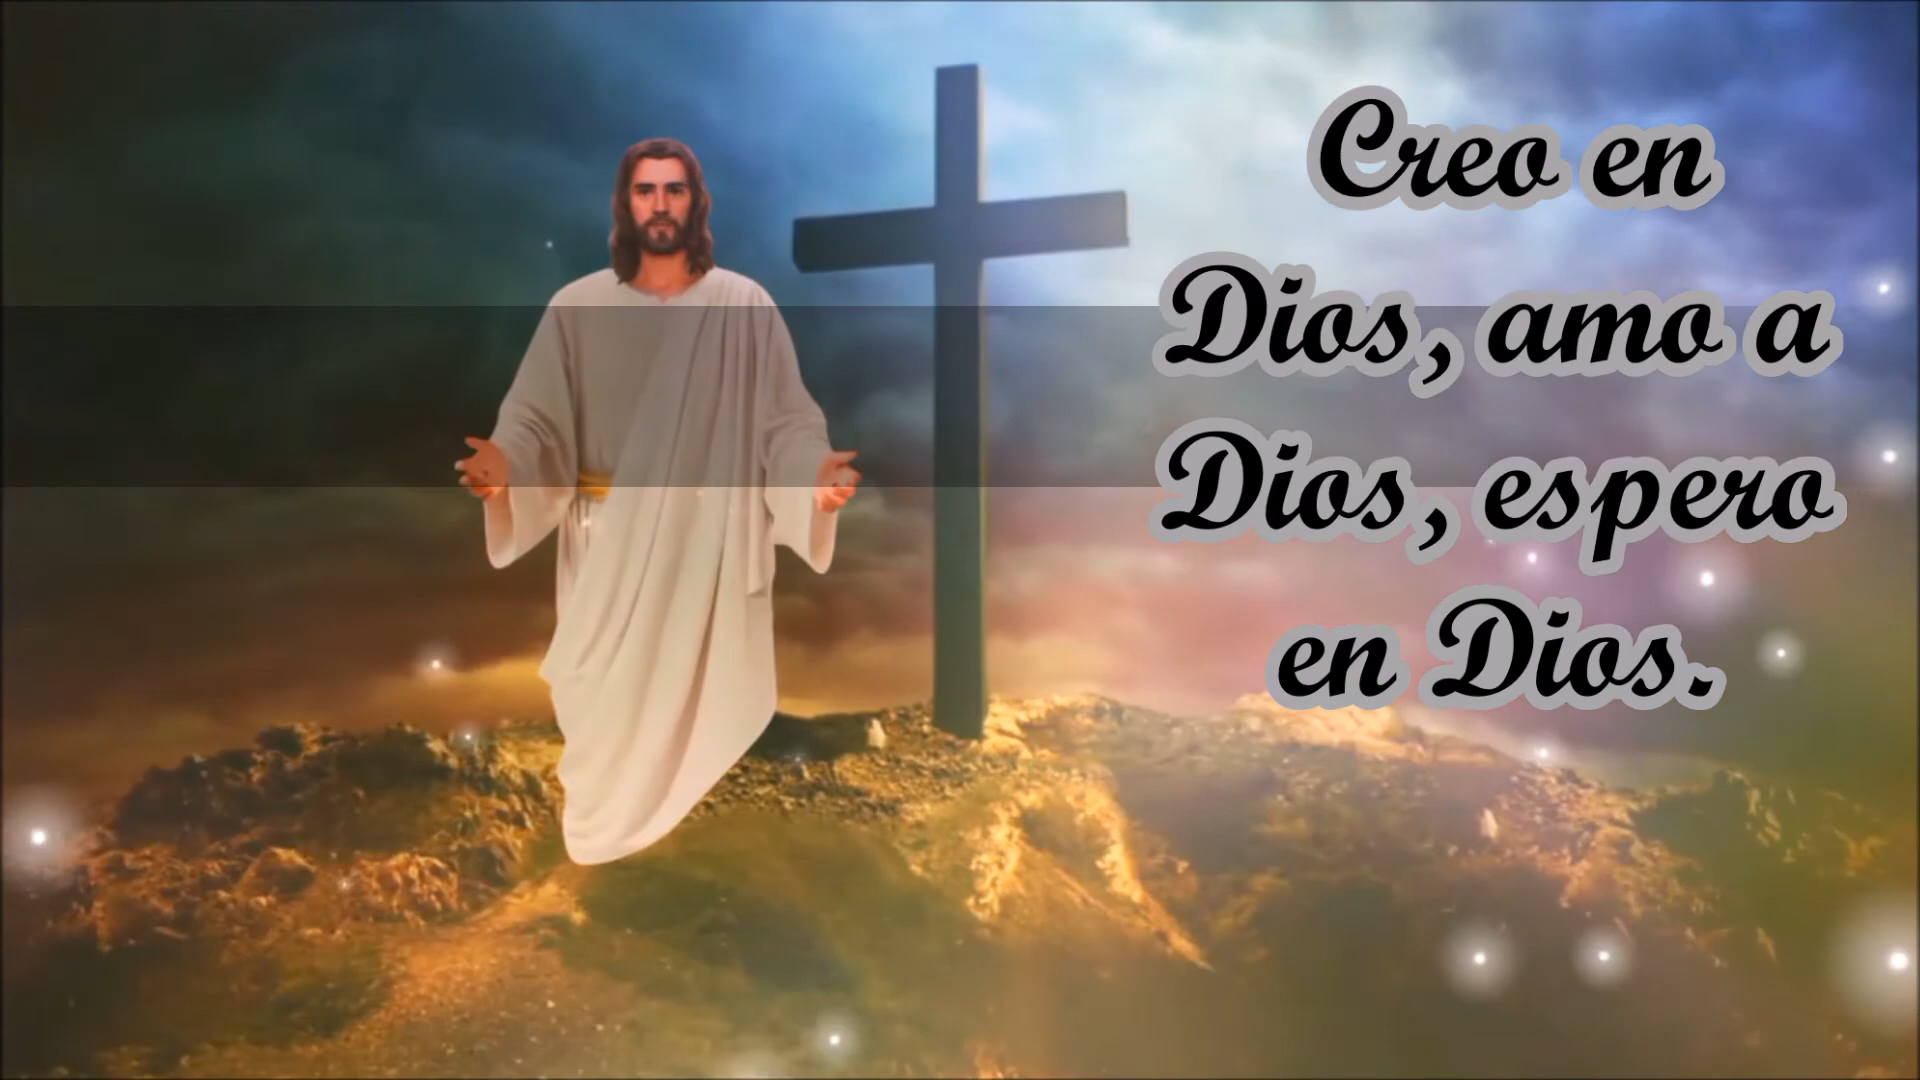 Creo en
Dios, amo a
Dios, espero
en Dios.